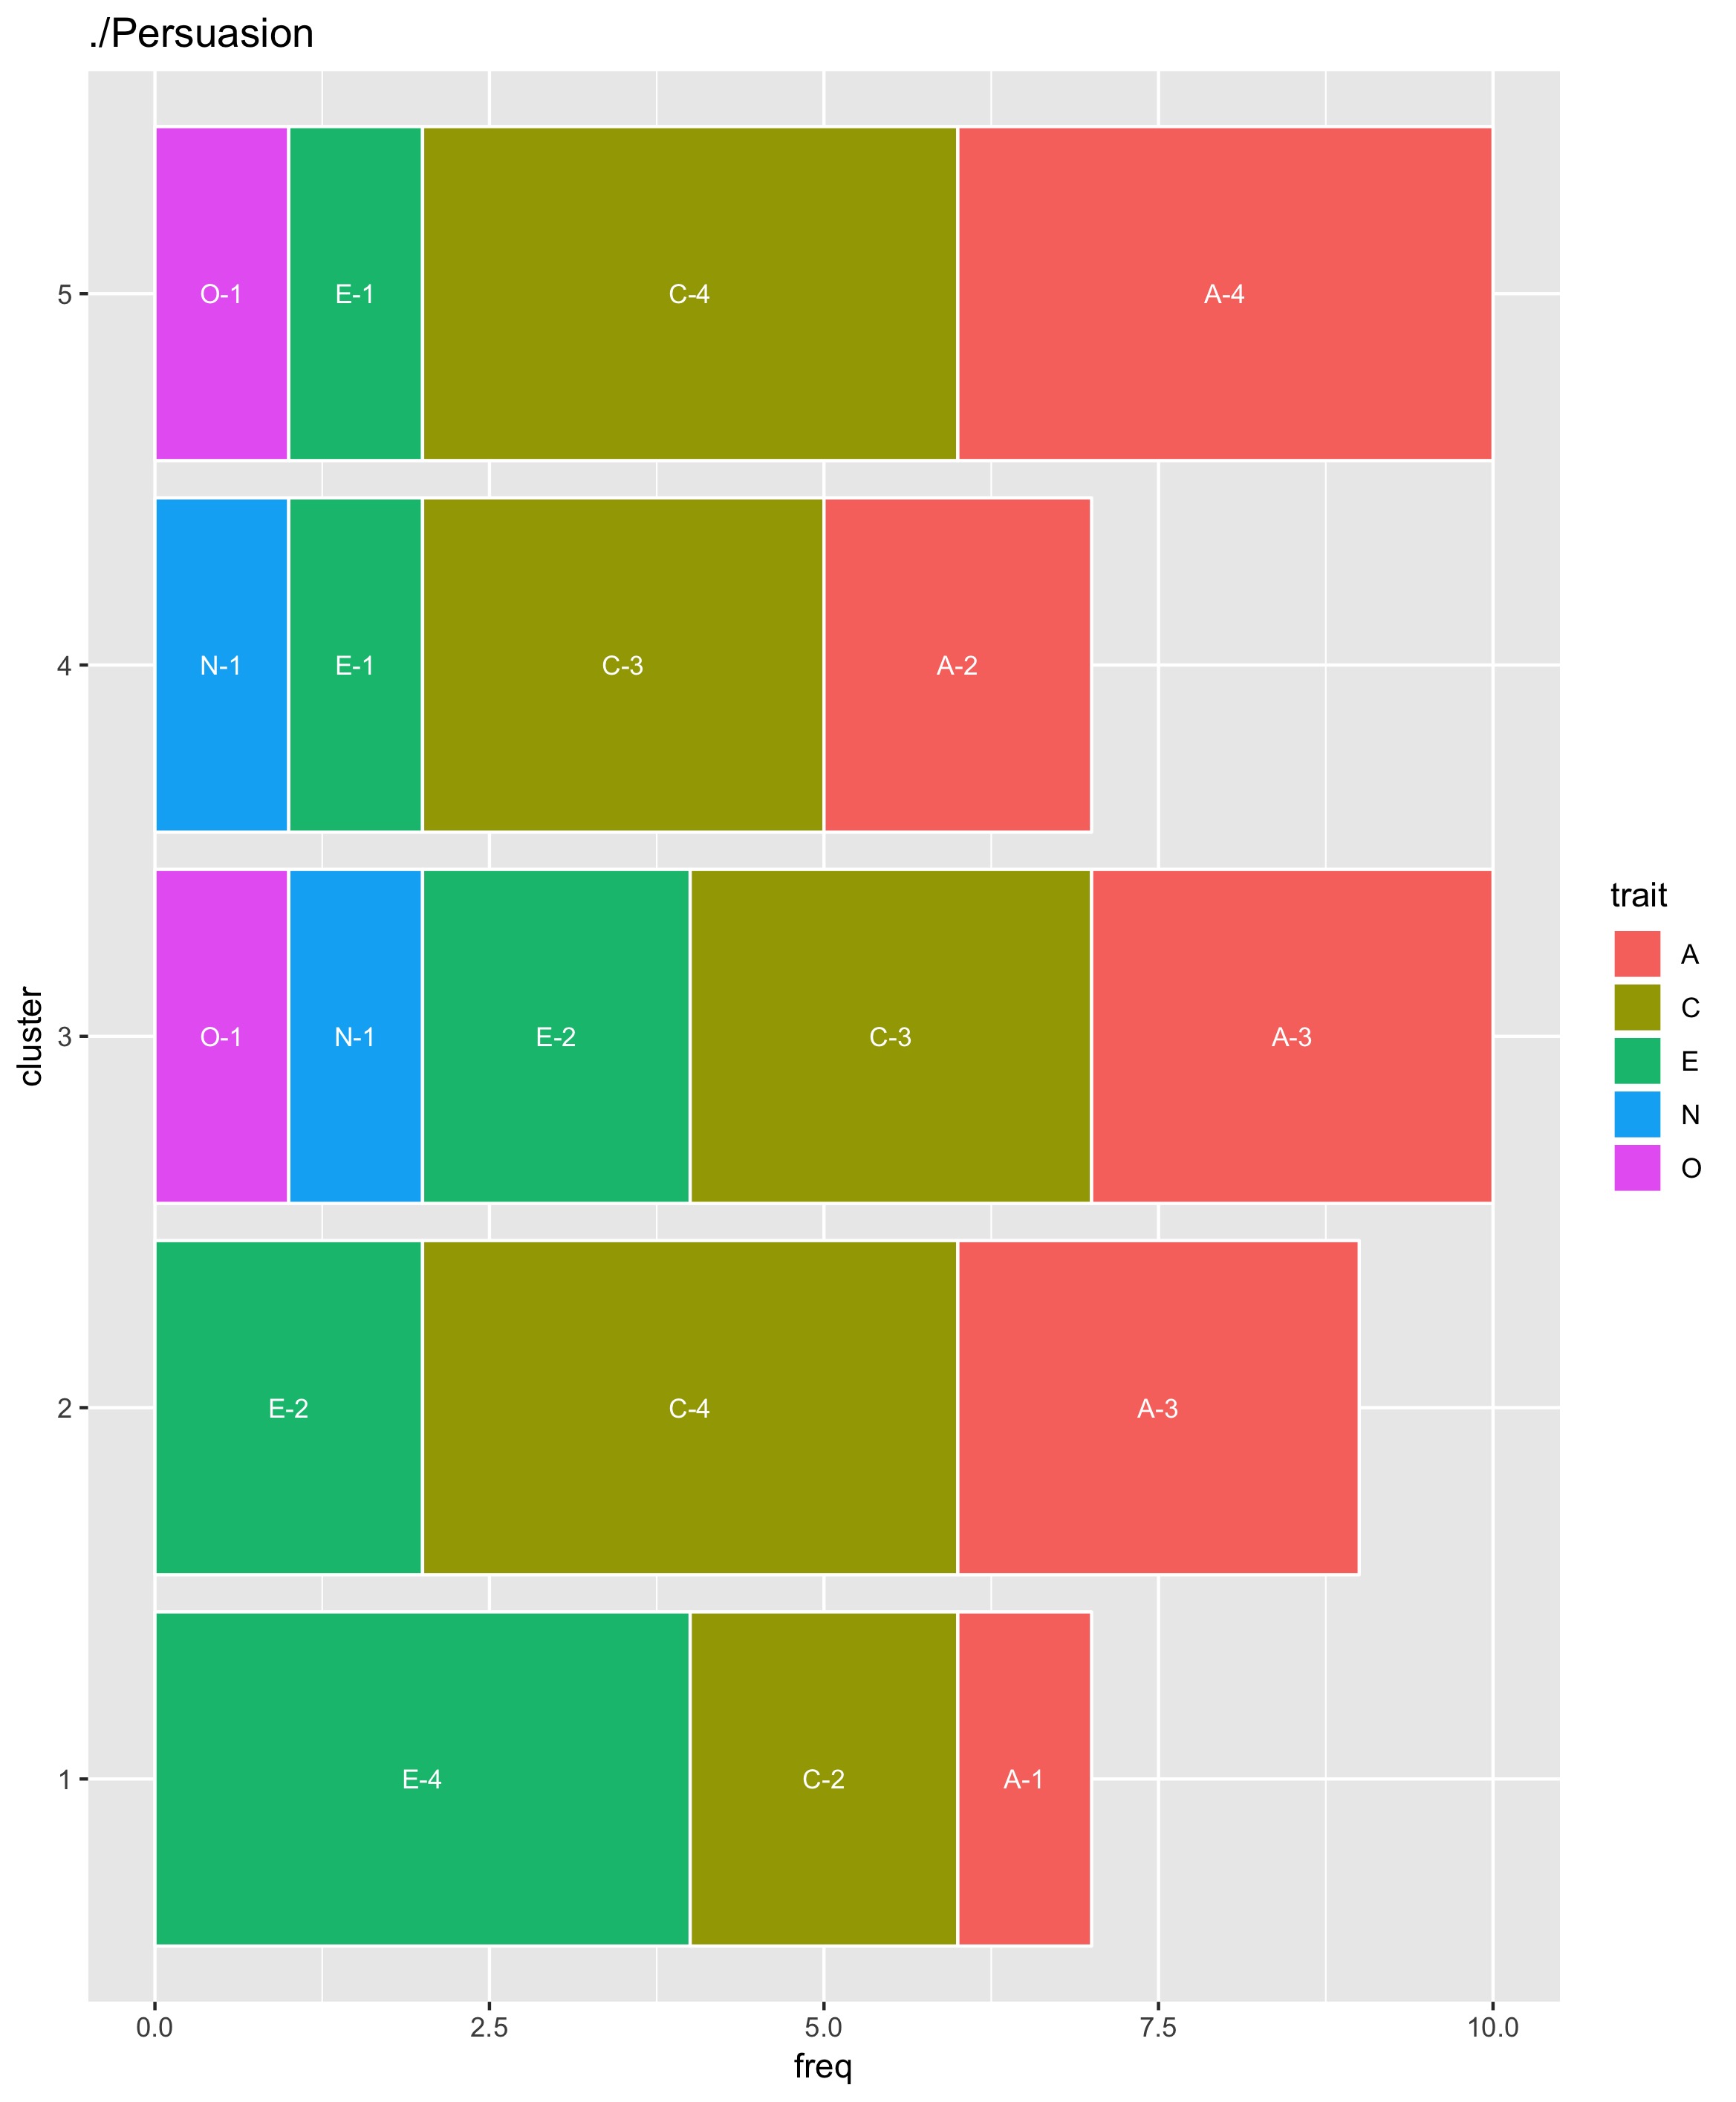 ./Persuasion
5
O-1 E-1 C-4 A-4
4
N-1 E-1 C-3 A-2
3
O-1 N-1 E-2 C-3 A-3
2
E-2 C-4 A-3
1
E-4 C-2 A-1
cluster
0.0 2.5 5.0 7.5 10.0
freq
trait
A
C
E
N
O